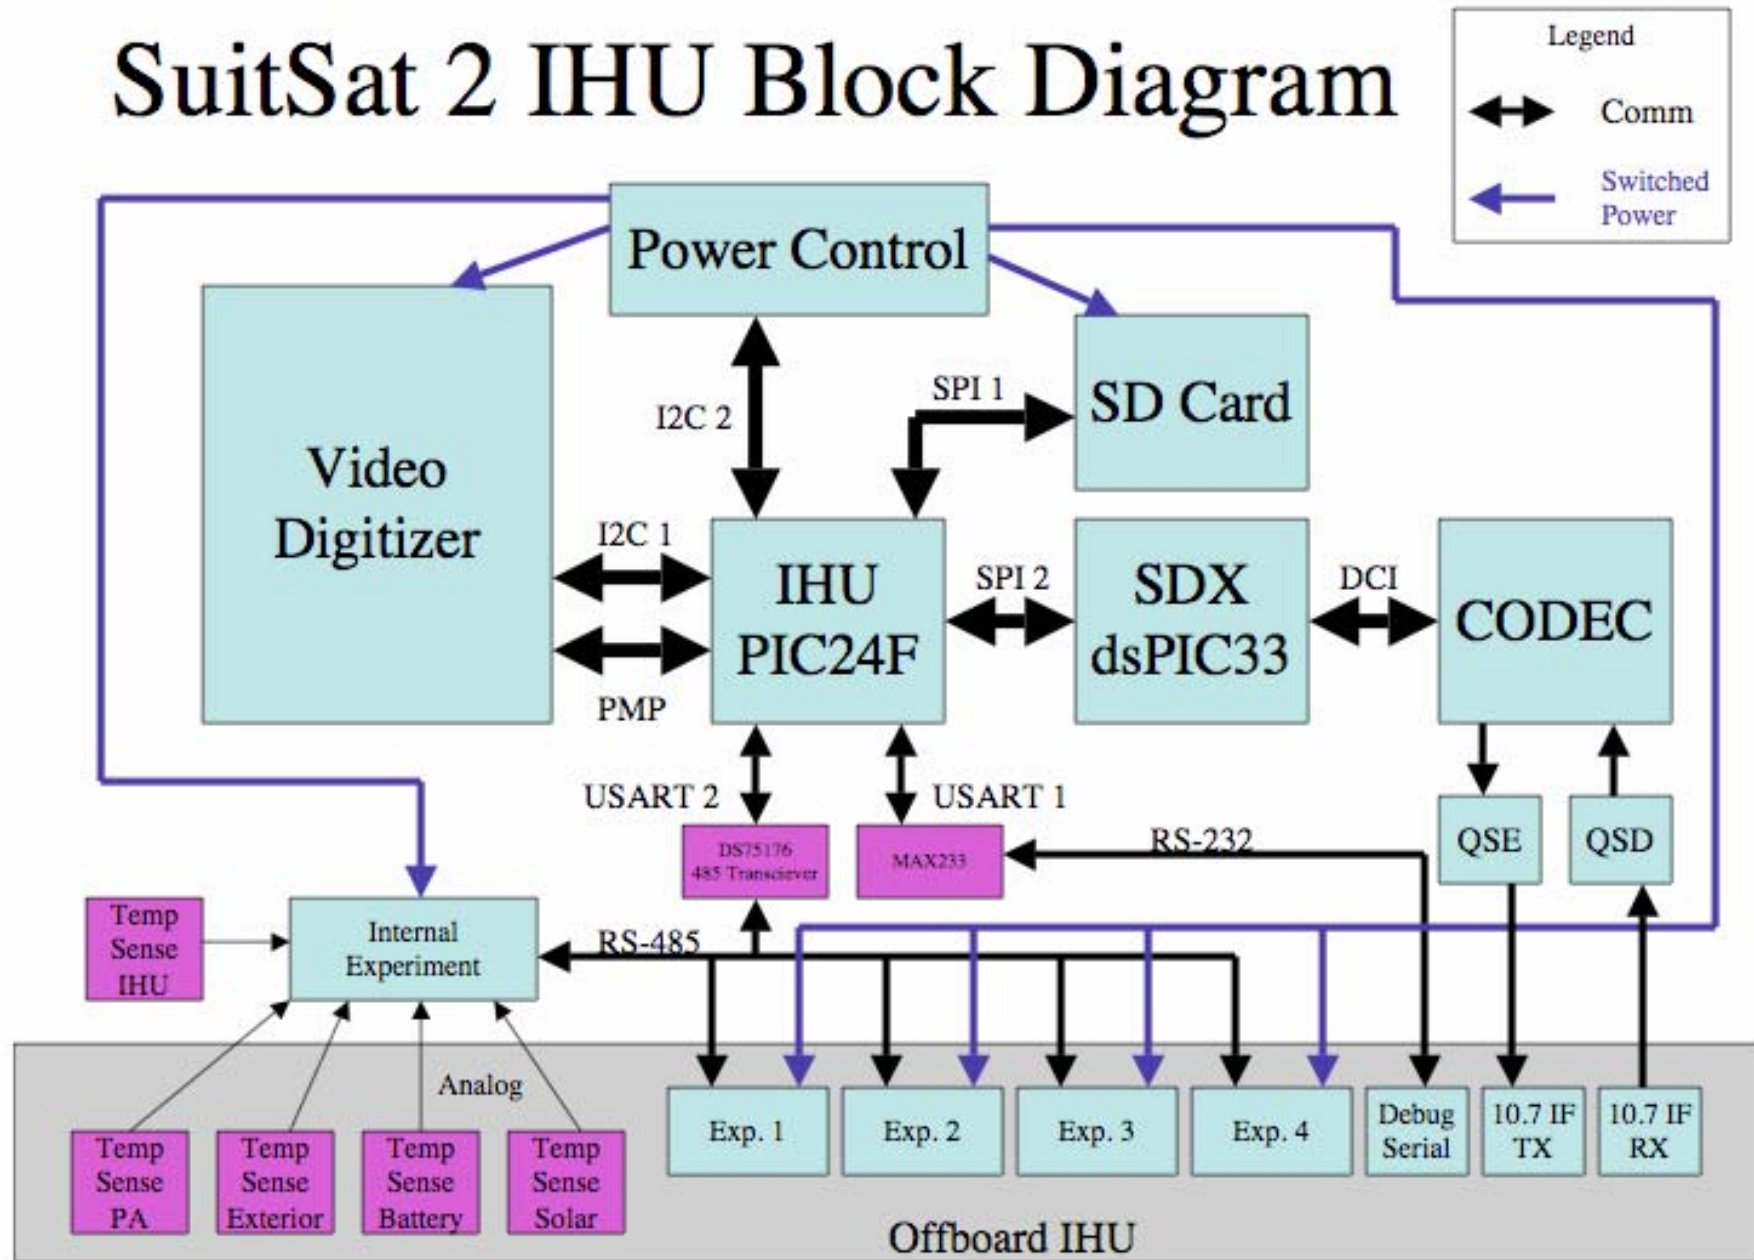 SuitSat 2 IHU Block Diagram
Legend
Comm
Switched
Power
Power Control
Video
Digitizer
I2C 2
SPI 1
SD Card
I2C 1
PMP
IHU
PIC24F
SPI 2
SDX
dsPIC33
DCI
CODEC
USART 2
USART 1
DS75176
485 Transciever
MAX233
RS-232
QSE
QSD
Temp
Sense
IHU
Internal
Experiment
RS-485
Analog
Temp
Sense
PA
Temp
Sense
Exterior
Temp
Sense
Battery
Temp
Sense
Solar
Exp. 1
Exp. 2
Exp. 3
Exp. 4
Debug
Serial
10.7 IF
TX
10.7 IF
RX
Offboard IHU